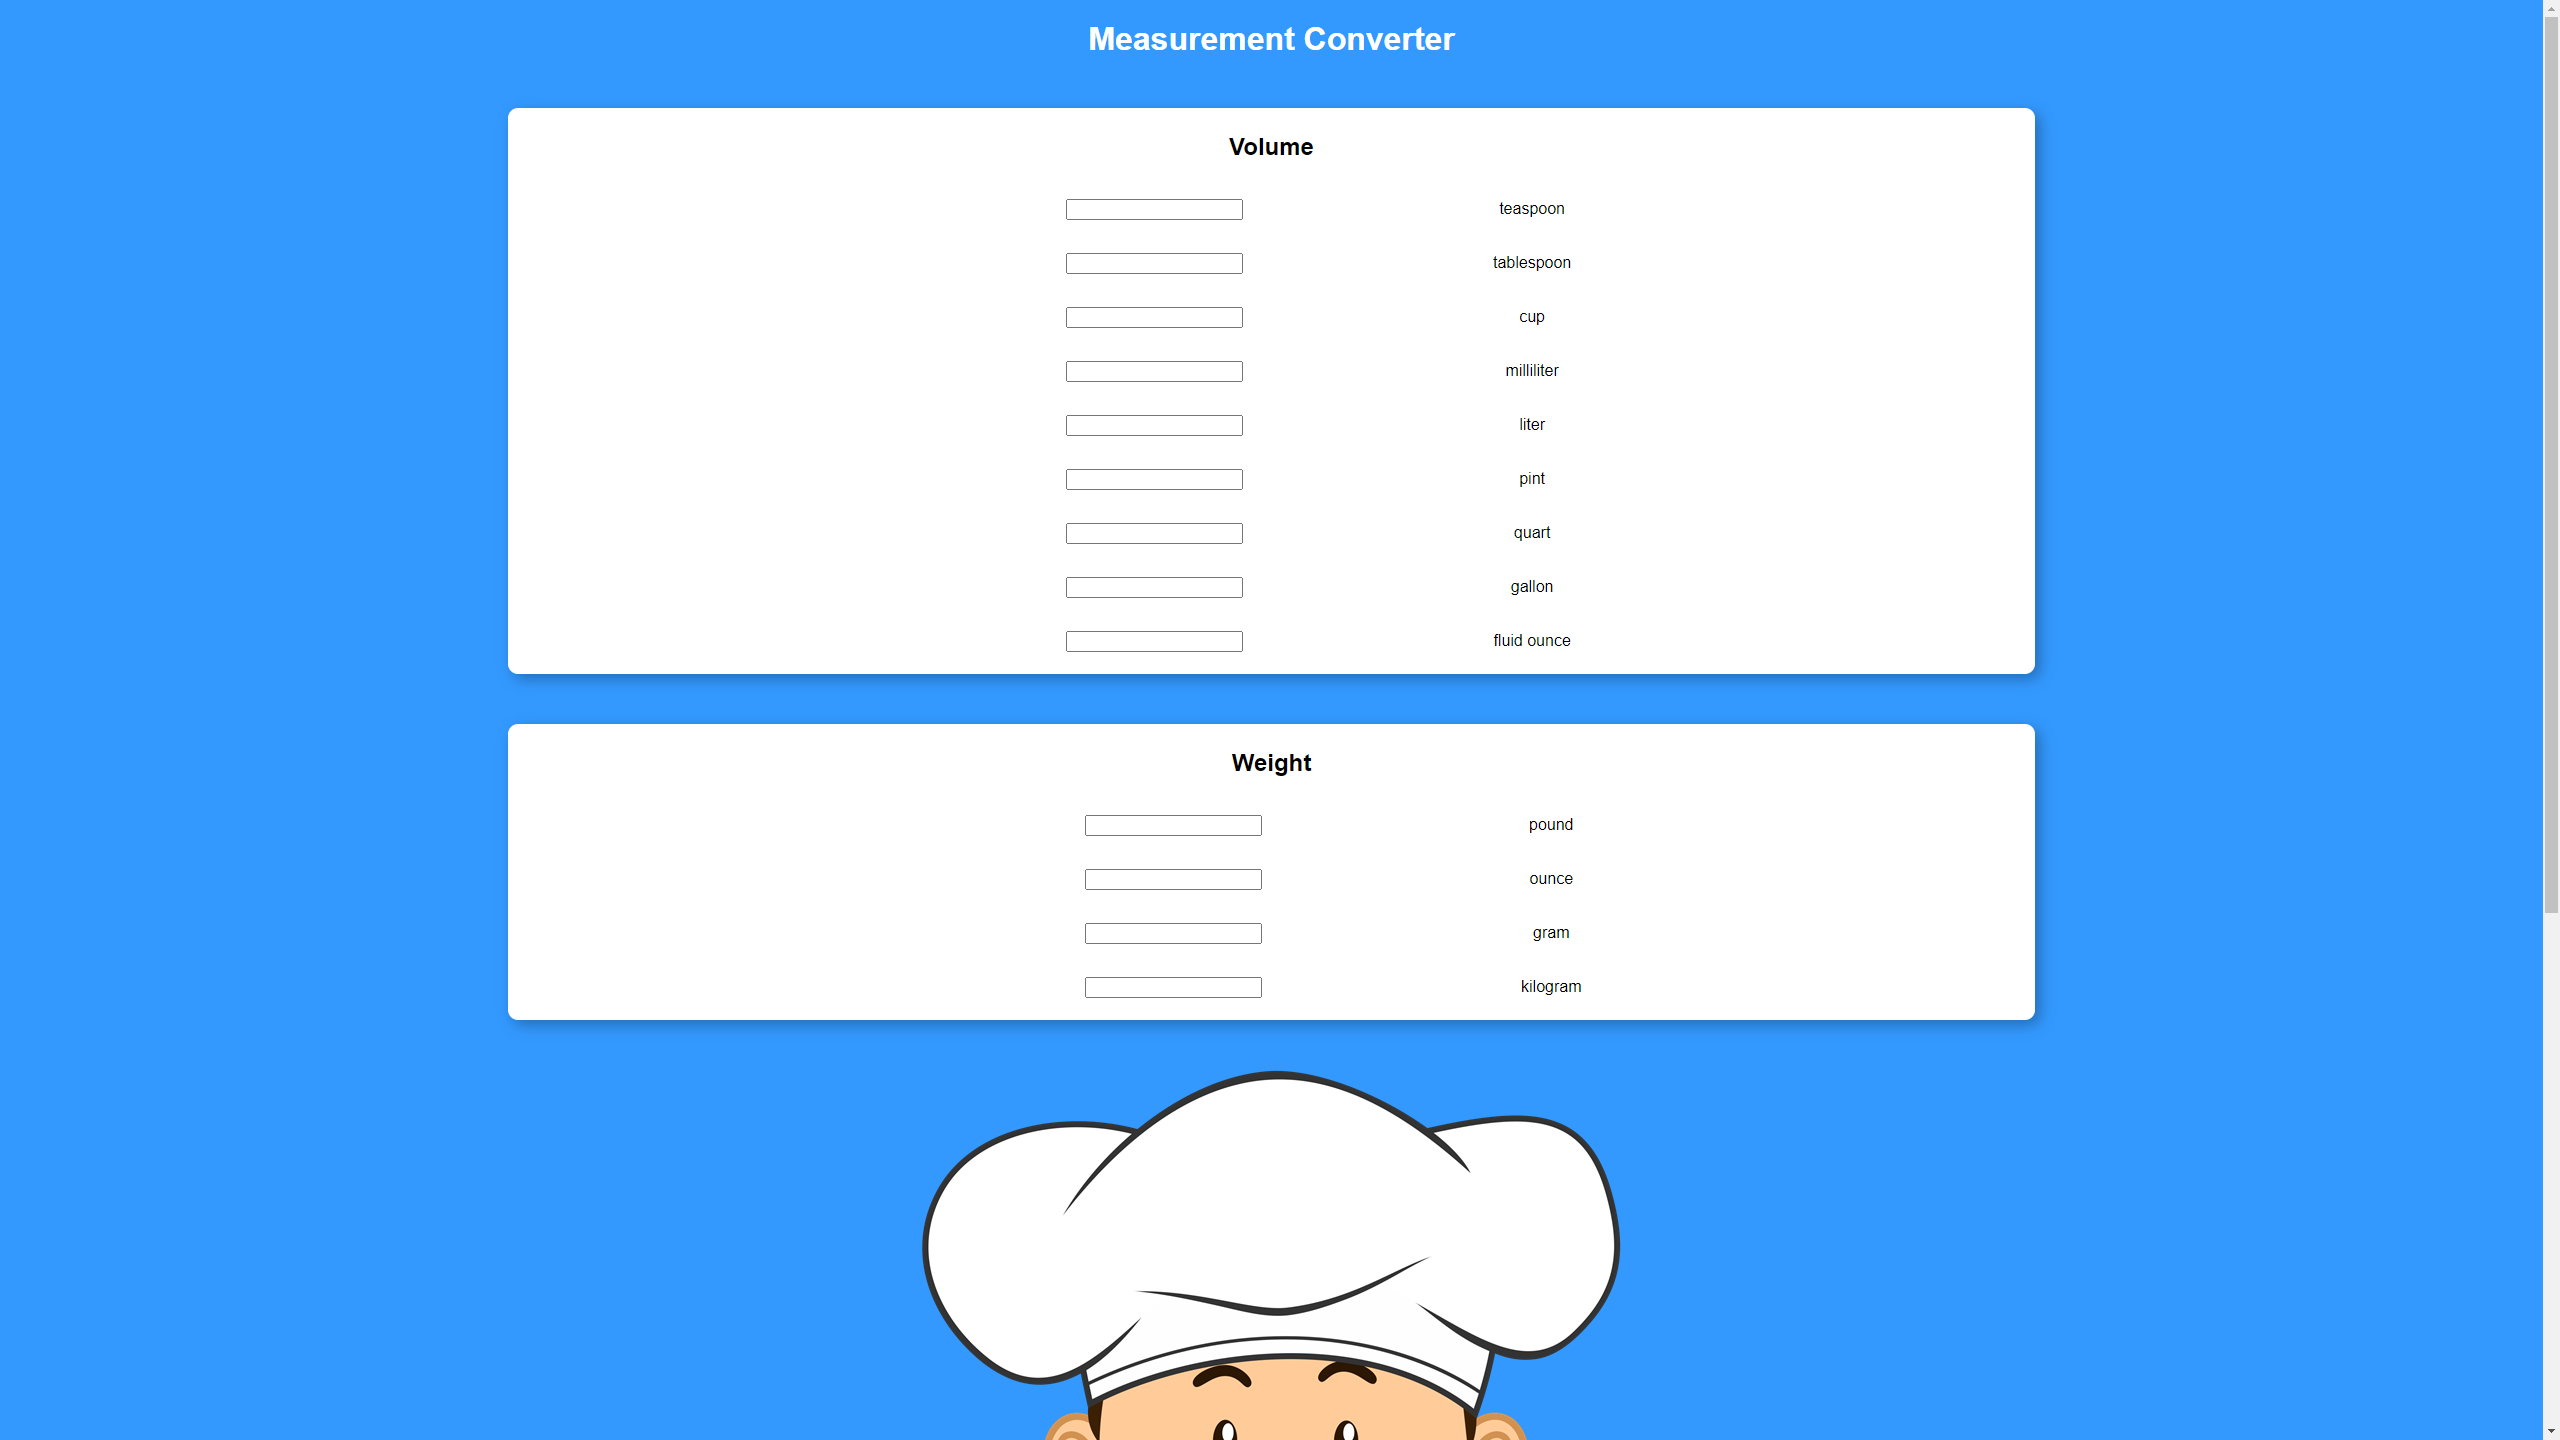 Measurement Converter
Volume
teaspoon
tablespoon
cup
milliliter
liter
pint
quart
gallon
fluid ounce
Weight
pound
ounce
gram
kilogram